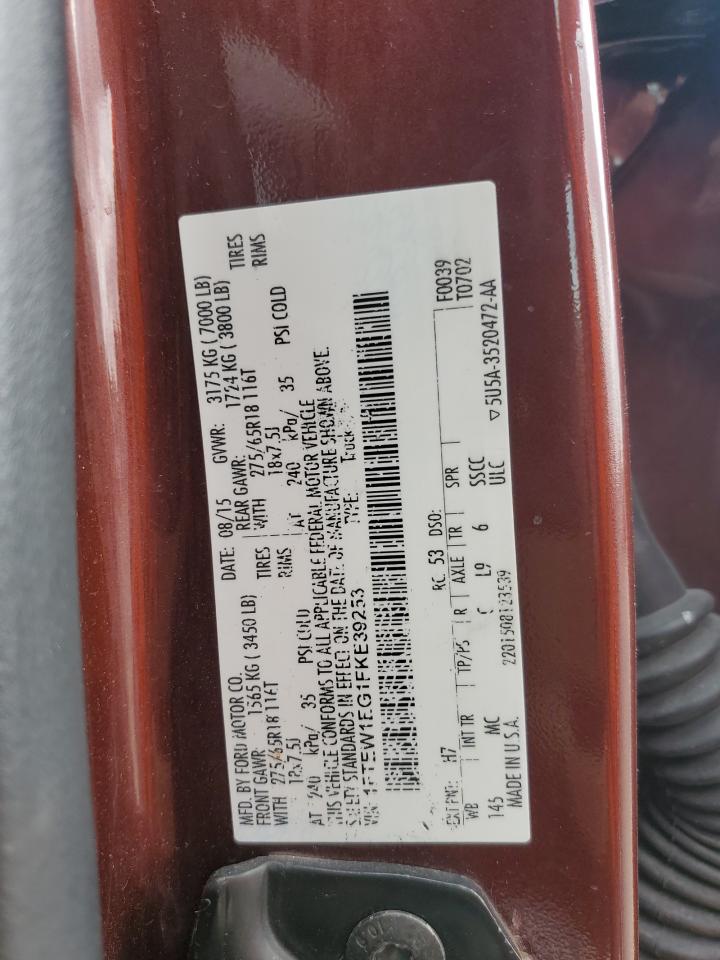 MFD. BY FORD MOTOR CO.
DATE: 08/15 GVWR: 3175 KG ( 7000 LB)
FRONT GAWR: 1565 KG ( 3450 LB)
REAR GAWR: 1724 KG ( 3800 LB)
WITH 275/65R18 116T TIRES
WITH 275/65R18 116T TIRES
18x7.5J RIMS
18x7.5J RIMS
AT 240 kPa/ 35 PSI COLD
AT 240 kPa/ 35 PSI COLD
THIS VEHICLE CONFORMS TO ALL APPLICABLE FEDERAL MOTOR VEHICLE
SAFETY STANDARDS IN EFFECT ON THE DATE OF MANUFACTURE SHOWN ABOVE.
VIN: 1FTEW1EG1FKE39253
TYPE: Truck
F0039
T0702
EXT PNT: H7 RC: 53 DSO:
WB INT TR TP/PS R AXLE TR SPR
145 MC C L9 6 SSCC
MADE IN U.S.A. ULC
2201508123539
▽ 5U5A-3520472-AA